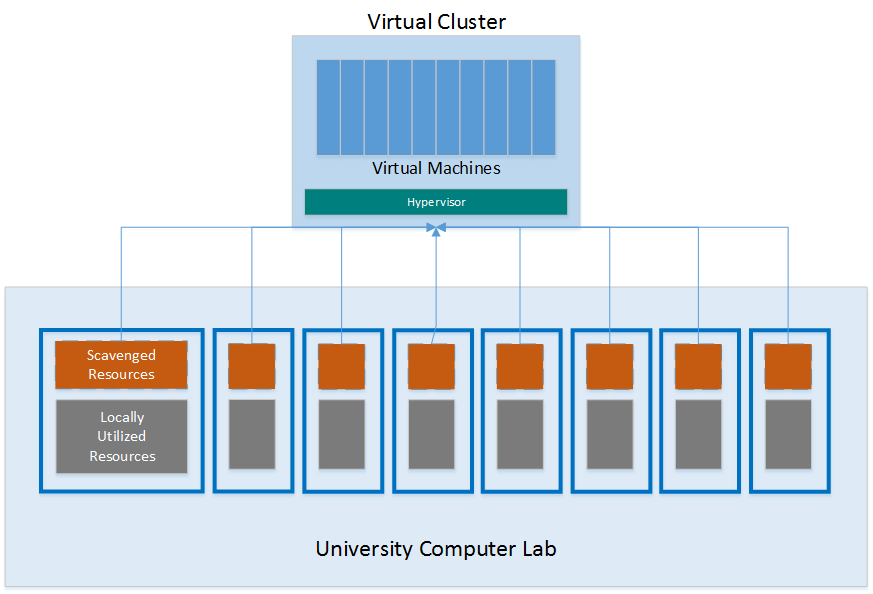 Virtual Cluster
Virtual Machines
Hypervisor
Scavenged
Resources
Locally
Utilized
Resources
University Computer Lab